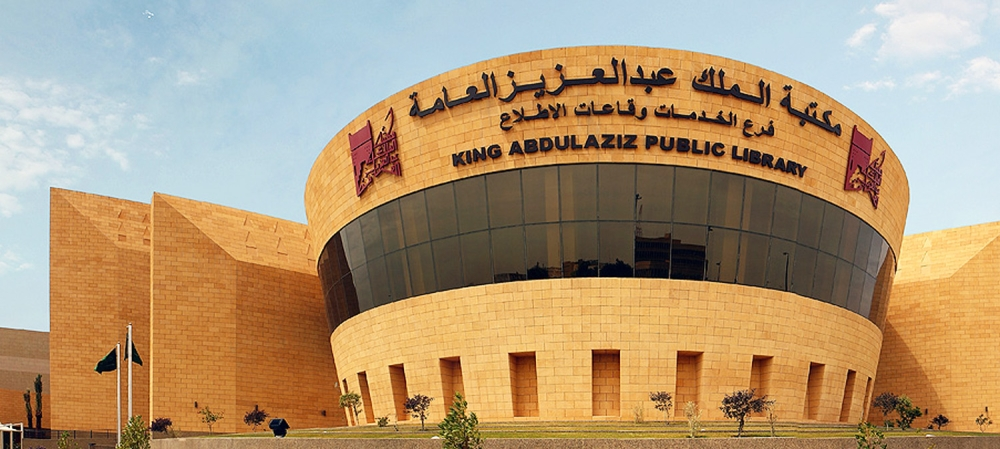 مكتبة الملك عبدالعزيز العامة
فرع الخدمات وقاعات الاطلاع
KING ABDULAZIZ PUBLIC LIBRARY